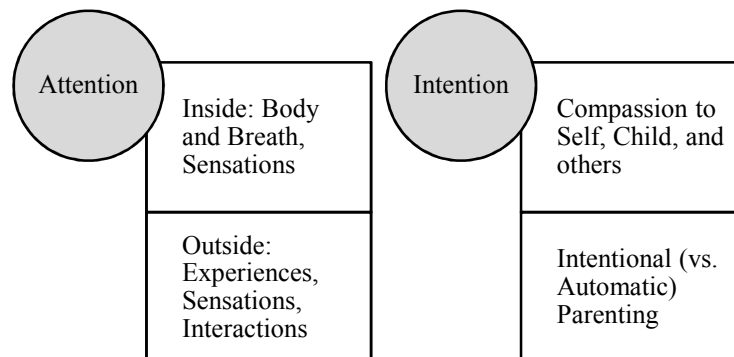 Attention
Inside: Body
and Breath,
Sensations
Outside:
Experiences,
Sensations,
Interactions
Intention
Compassion to
Self, Child, and
others
Intentional (vs.
Automatic)
Parenting